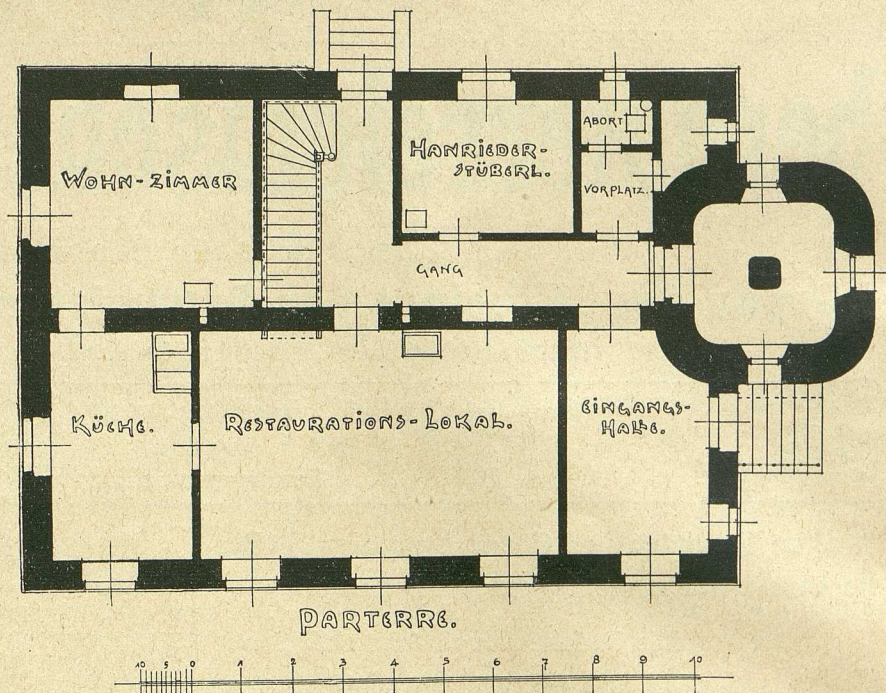 ABORT
HANRIEDER-
STÜBERL.
WOHN-ZIMMER
VORPLATZ.
GANG
KÜCHE.
RESTAURATIONS-LOKAL.
EINGANGS-
HALLE.
PARTERRE.
10 5 0 1 2 3 4 5 6 7 8 9 10